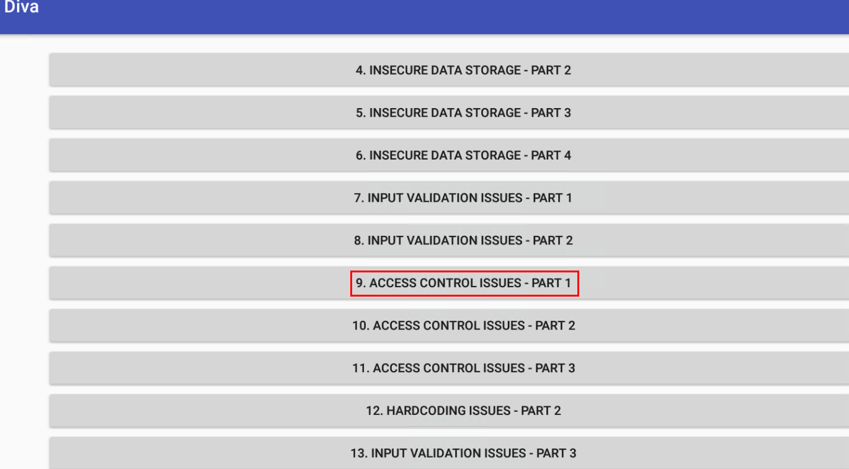 Diva
4. INSECURE DATA STORAGE - PART 2
5. INSECURE DATA STORAGE - PART 3
6. INSECURE DATA STORAGE - PART 4
7. INPUT VALIDATION ISSUES - PART 1
8. INPUT VALIDATION ISSUES - PART 2
9. ACCESS CONTROL ISSUES - PART 1
10. ACCESS CONTROL ISSUES - PART 2
11. ACCESS CONTROL ISSUES - PART 3
12. HARDCODING ISSUES - PART 2
13. INPUT VALIDATION ISSUES - PART 3